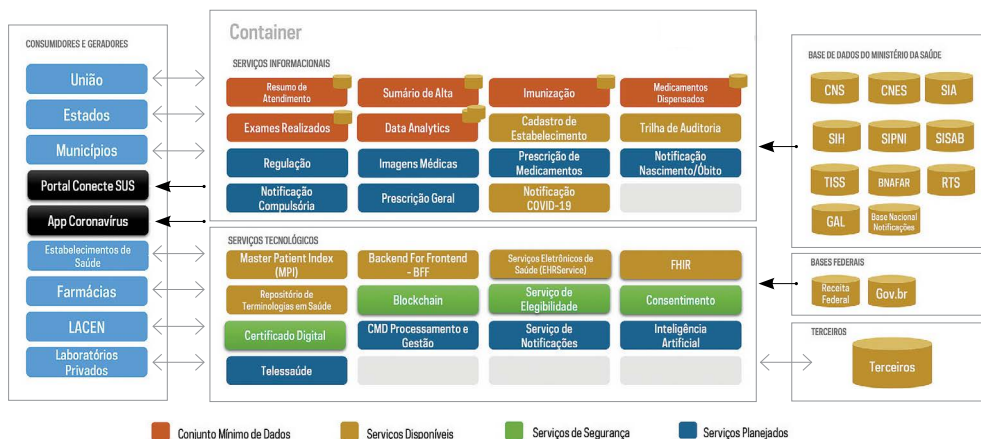 CONSUMIDORES E GERADORES
União
Estados
Municípios
Portal Conecte SUS
App Coronavírus
Estabelecimentos de
Saúde
Farmácias
LACEN
Laboratórios
Privados
Container
SERVIÇOS INFORMACIONAIS
Resumo de
Atendimento
Sumário de Alta
Imunização
Medicamentos
Dispensados
Exames Realizados
Data Analytics
Cadastro de
Estabelecimento
Trilha de Auditoria
Regulação
Imagens Médicas
Prescrição de
Medicamentos
Notificação
Nascimento/Óbito
Notificação
Compulsória
Prescrição Geral
Notificação
COVID-19
SERVIÇOS TECNOLÓGICOS
Master Patient Index
(MPI)
Backend For Frontend
- BFF
Serviços Eletrônicos de
Saúde (EHRService)
FHIR
Repositório de
Terminologias em Saúde
Blockchain
Serviço de
Elegibilidade
Consentimento
Certificado Digital
CMD Processamento e
Gestão
Serviço de
Notificações
Inteligência
Artificial
Telessaúde
BASE DE DADOS DO MINISTÉRIO DA SAÚDE
CNS
CNES
SIA
SIH
SIPNI
SISAB
TISS
BNAFAR
RTS
GAL
Base Nacional
Notificações
BASES FEDERAIS
Receita
Federal
Gov.br
TERCEIROS
Terceiros
Conjunto Mínimo de Dados
Serviços Disponíveis
Serviços de Segurança
Serviços Planejados